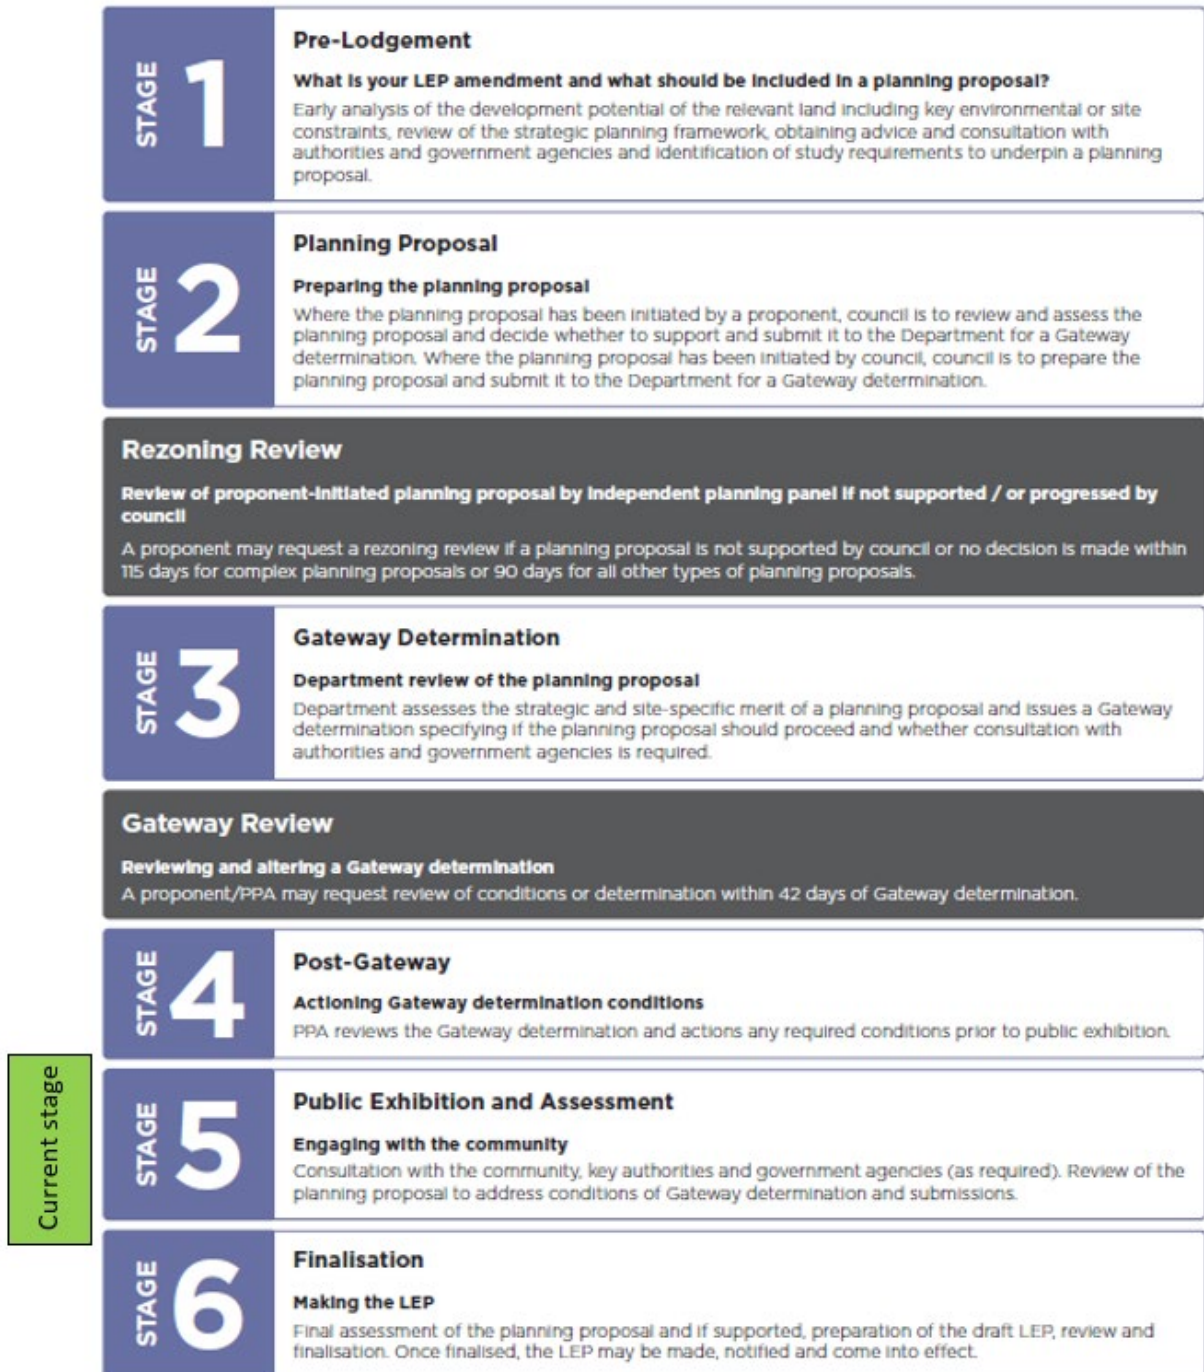 STAGE 1
Pre-Lodgement
What is your LEP amendment and what should be included in a planning proposal?
Early analysis of the development potential of the relevant land including key environmental or site
constraints, review of the strategic planning framework, obtaining advice and consultation with
authorities and government agencies and identification of study requirements to underpin a planning
proposal.
STAGE 2
Planning Proposal
Preparing the planning proposal
Where the planning proposal has been initiated by a proponent, council is to review and assess the
planning proposal and decide whether to support and submit it to the Department for a Gateway
determination. Where the planning proposal has been initiated by council, council is to prepare the
planning proposal and submit it to the Department for a Gateway determination.
Rezoning Review
Review of proponent-initiated planning proposal by independent planning panel if not supported / or progressed by
council
A proponent may request a rezoning review if a planning proposal is not supported by council or no decision is made within
115 days for complex planning proposals or 90 days for all other types of planning proposals.
STAGE 3
Gateway Determination
Department review of the planning proposal
Department assesses the strategic and site-specific merit of a planning proposal and issues a Gateway
determination specifying if the planning proposal should proceed and whether consultation with
authorities and government agencies is required.
Gateway Review
Reviewing and altering a Gateway determination
A proponent/PPA may request review of conditions or determination within 42 days of Gateway determination.
STAGE 4
Post-Gateway
Actioning Gateway determination conditions
PPA reviews the Gateway determination and actions any required conditions prior to public exhibition.
Current stage
STAGE 5
Public Exhibition and Assessment
Engaging with the community
Consultation with the community, key authorities and government agencies (as required). Review of the
planning proposal to address conditions of Gateway determination and submissions.
STAGE 6
Finalisation
Making the LEP
Final assessment of the planning proposal and if supported, preparation of the draft LEP, review and
finalisation. Once finalised, the LEP may be made, notified and come into effect.